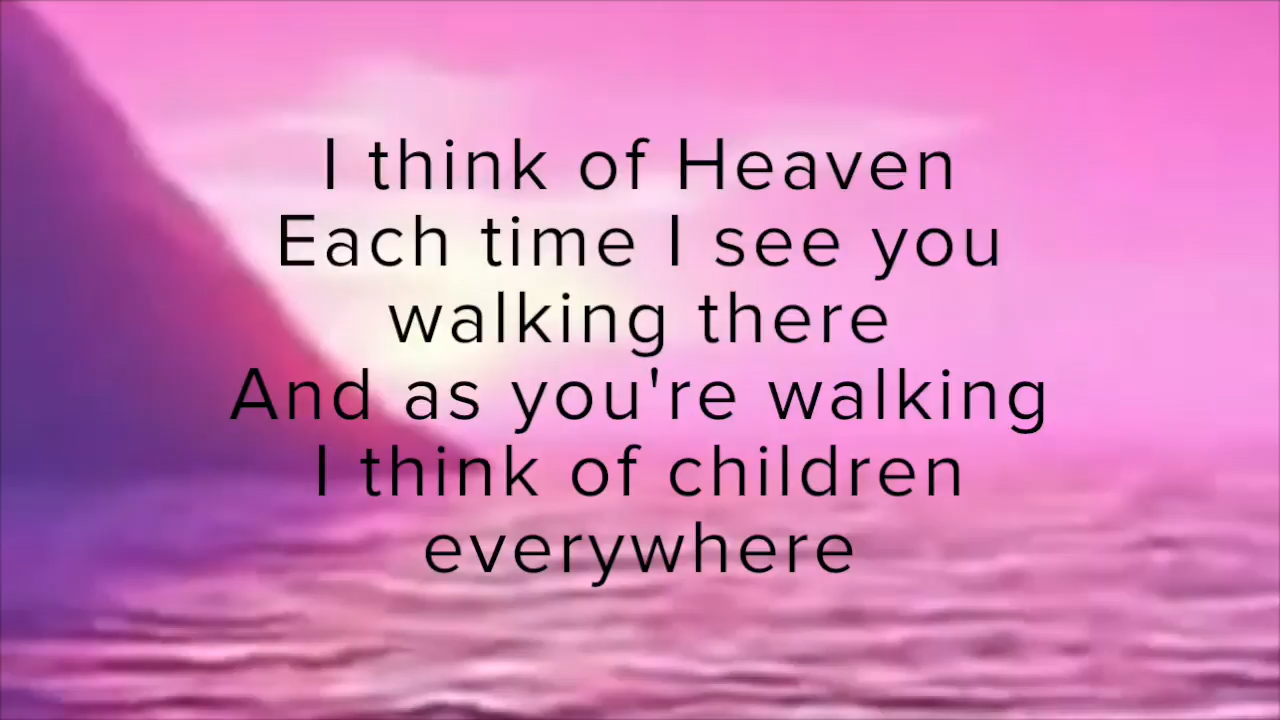 I think of Heaven
Each time I see you
walking there
And as you're walking
I think of children
everywhere